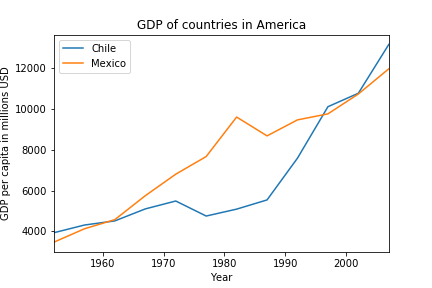 GDP of countries in America
Chile
Mexico
GDP per capita in millions USD
12000
10000
8000
6000
4000
1960 1970 1980 1990 2000
Year